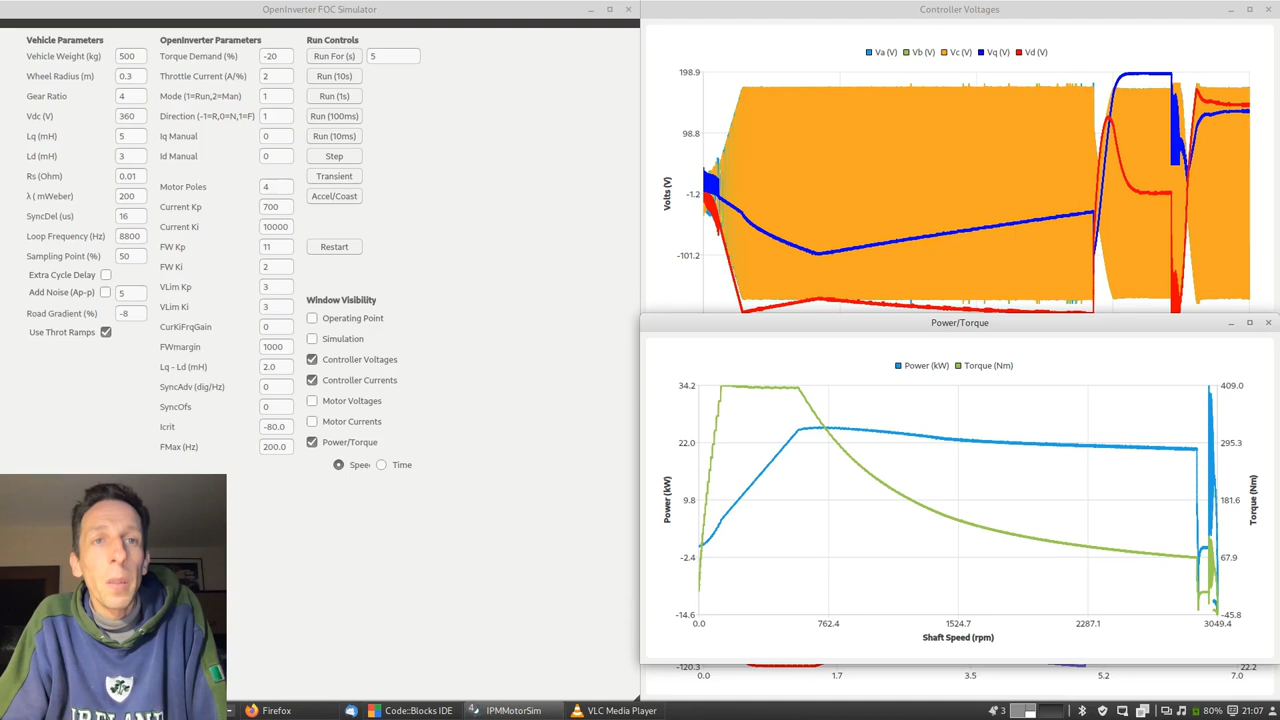 OpenInverter FOC Simulator
Vehicle Parameters
Vehicle Weight (kg) 500
Wheel Radius (m) 0.3
Gear Ratio 4
Vdc (V) 360
Lq (mH) 5
Ld (mH) 3
Rs (Ohm) 0.01
λ ( mWeber) 200
SyncDel (us) 16
Loop Frequency (Hz) 8800
Sampling Point (%) 50
Extra Cycle Delay
Add Noise (Ap-p) 5
Road Gradient (%) -8
Use Throt Ramps
OpenInverter Parameters
Torque Demand (%) -20
Throttle Current (A/%) 2
Mode (1=Run,2=Man) 1
Direction (-1=R,0=N,1=F) 1
Iq Manual 0
Id Manual 0
Motor Poles 4
Current Kp 700
Current Ki 10000
FW Kp 11
FW Ki 2
VLim Kp 3
VLim Ki 3
CurKiFrqGain 0
FWmargin 1000
Lq - Ld (mH) 2.0
SyncAdv (dig/Hz) 0
SyncOfs 0
Icrit -80.0
FMax (Hz) 200.0
Run Controls
Run For (s) 5
Run (10s)
Run (1s)
Run (100ms)
Run (10ms)
Step
Transient
Accel/Coast
Restart
Window Visibility
Operating Point
Simulation
Controller Voltages
Controller Currents
Motor Voltages
Motor Currents
Power/Torque
Speed Time
Controller Voltages
Va (V) Vb (V) Vc (V) Vq (V) Vd (V)
198.9
98.8
-1.2
-101.2
Volts (V)
Power/Torque
Power (kW) Torque (Nm)
34.2 409.0
22.0 295.3
9.8 181.6
-2.4 67.9
-14.6 -45.8
Power (kW)
Torque (Nm)
0.0 762.4 1524.7 2287.1 3049.4
Shaft Speed (rpm)
-120.3 22.2
0.0 1.7 3.5 5.2 7.0
IRELAND
Firefox
Code::Blocks IDE
IPMMotorSim
VLC Media Player
3
80%
21:07